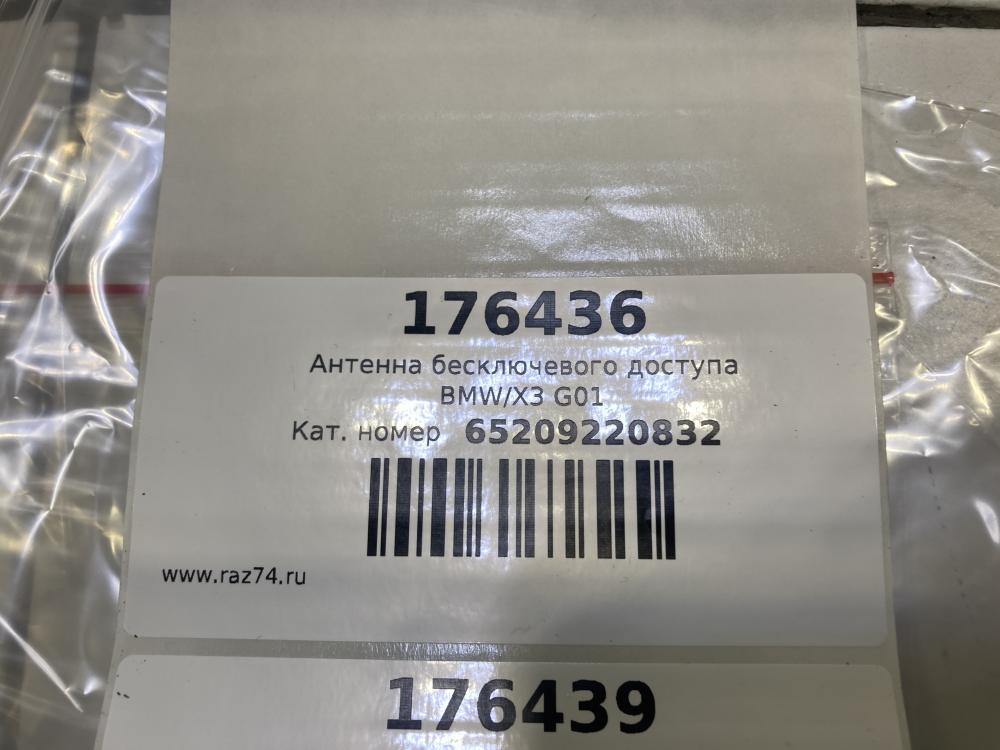 176436
Антенна бесключевого доступа
BMW/X3 G01
Кат. номер 65209220832
www.raz74.ru
176439